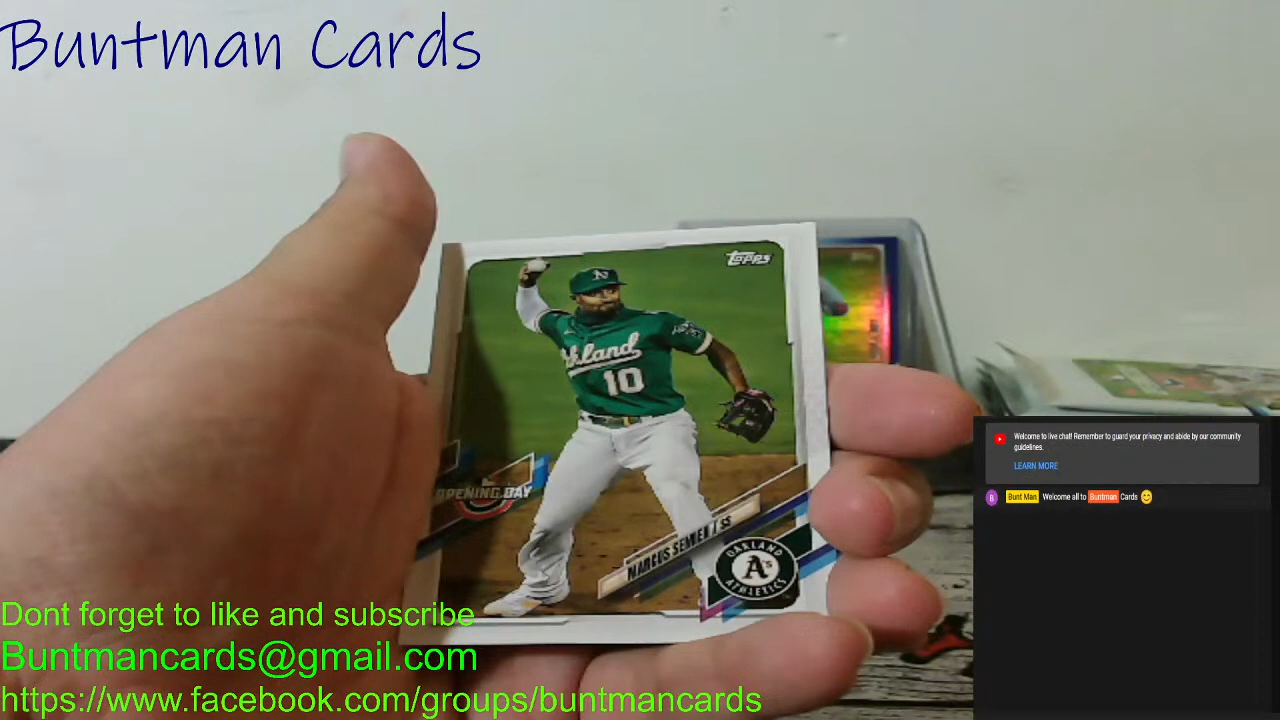 Buntman Cards
Topps
A's
Oakland
10
OPENING DAY
MARCUS SEMIEN / SS
OAKLAND
A's
ATHLETICS
Welcome to live chat! Remember to guard your privacy and abide by our community
guidelines.
LEARN MORE
B Bunt Man Welcome all to Buntman Cards 😊
Dont forget to like and subscribe
Buntmancards@gmail.com
https://www.facebook.com/groups/buntmancards